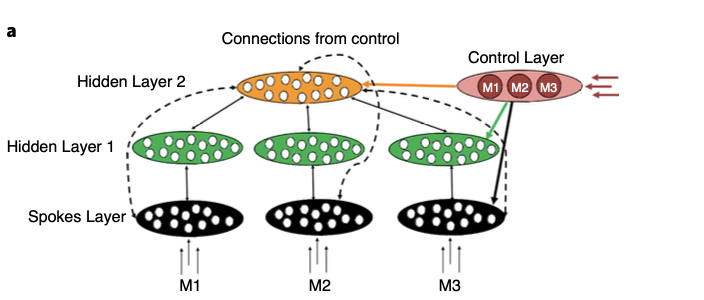 a
Connections from control
Control Layer
Hidden Layer 2
M1 M2 M3
Hidden Layer 1
Spokes Layer
M1 M2 M3